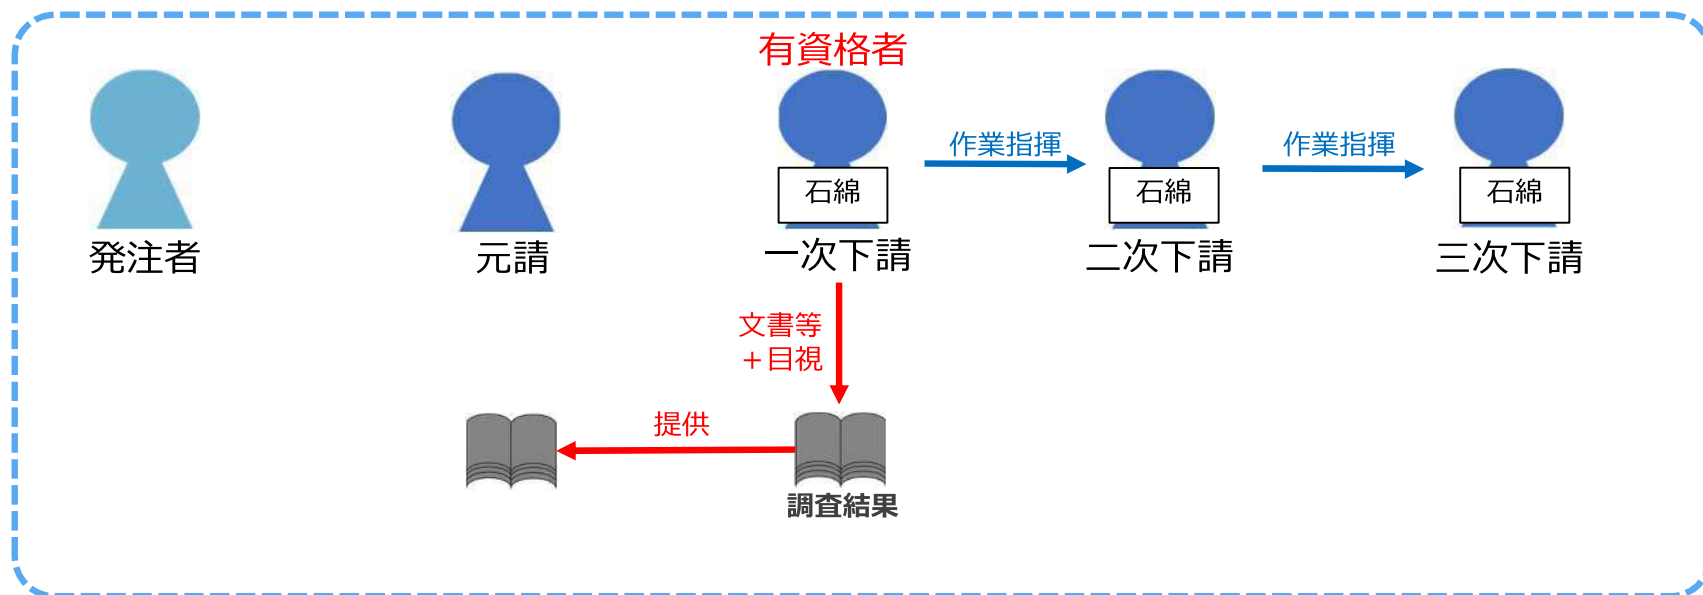 有資格者
作業指揮
作業指揮
石綿
石綿
石綿
発注者
元請
一次下請
二次下請
三次下請
文書等
＋目視
提供
調査結果